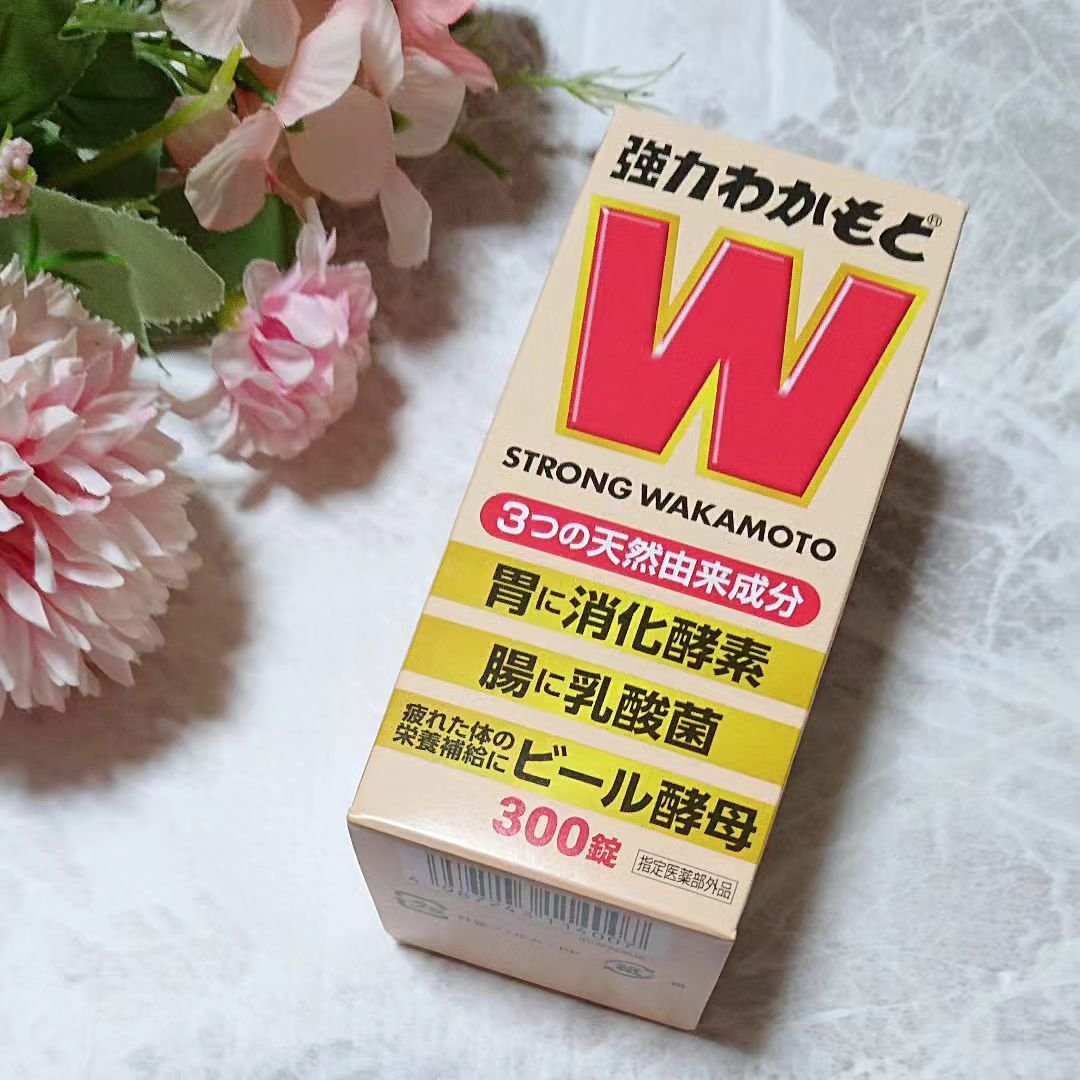 強力わかもと®
W
STRONG WAKAMOTO
3つの天然由来成分
胃に消化酵素
腸に乳酸菌
疲れた体の
栄養補給に ビール酵母
300錠
指定医薬部外品